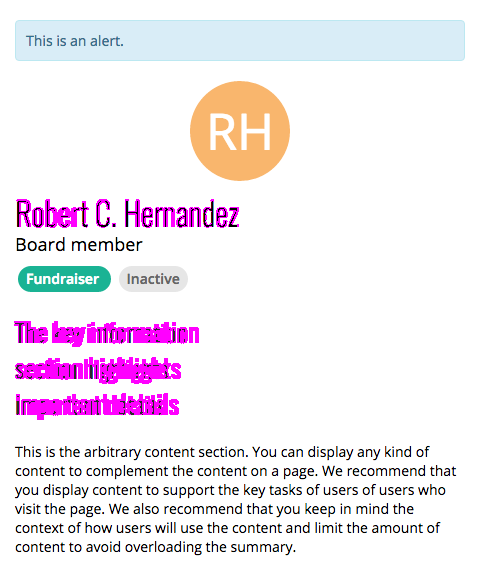 This is an alert.
RH
Robert C. Hernandez
Board member
Fundraiser Inactive
The key information
section highlights
important details
This is the arbitrary content section. You can display any kind of
content to complement the content on a page. We recommend that
you display content to support the key tasks of users of users who
visit the page. We also recommend that you keep in mind the
context of how users will use the content and limit the amount of
content to avoid overloading the summary.